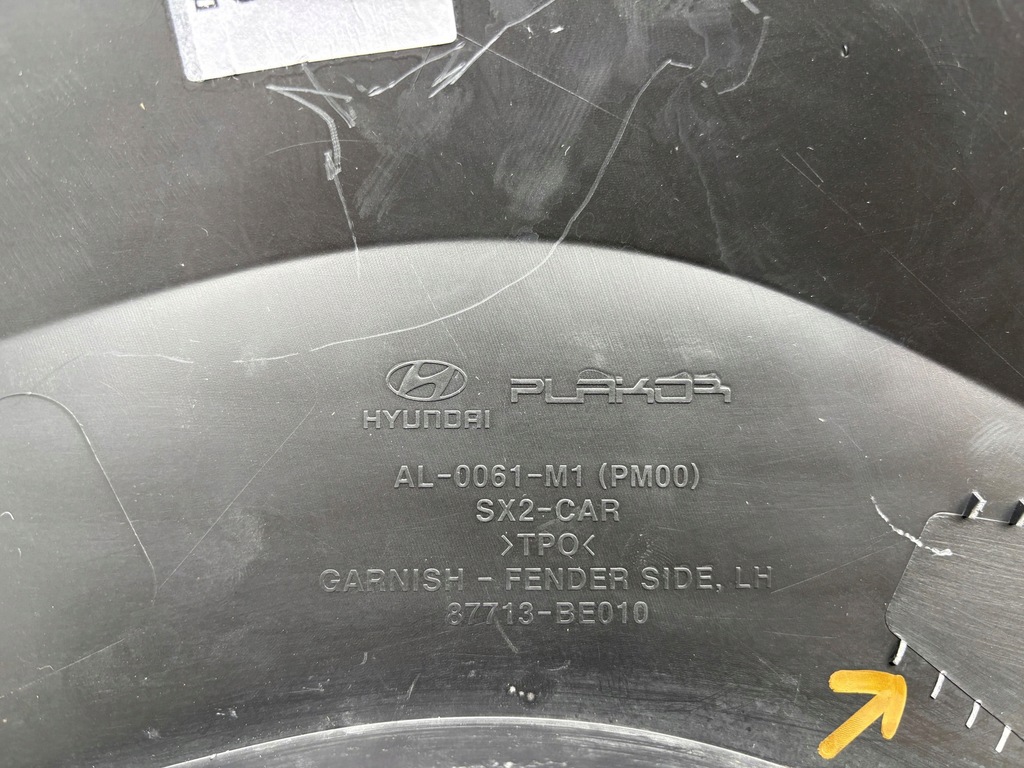 HYUNDAI PLAKOR
AL-0061-M1 (PM00)
SX2-CAR
>TPO<
GARNISH - FENDER SIDE, LH
87713-BE010